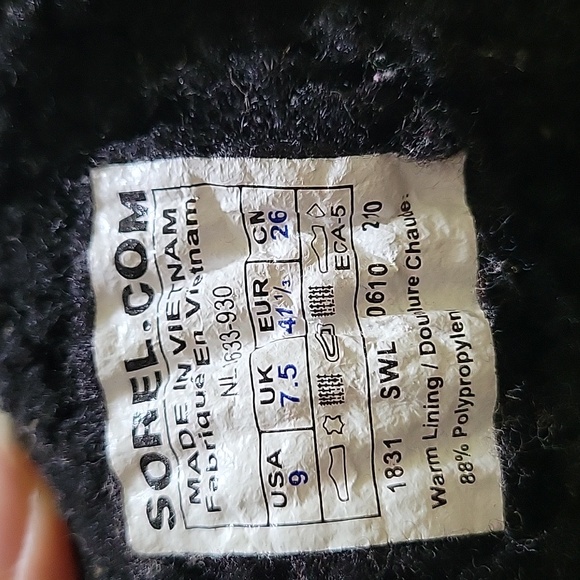 SOREL.COM
MADE IN VIETNAM
Fabriqué En Vietnam
NL 633-930
USA UK EUR CN
9 7.5 41 1/3 26
ECA-5
1831 SWL 0610 210
Warm Lining / Doublure Chaude:
88% Polypropylen